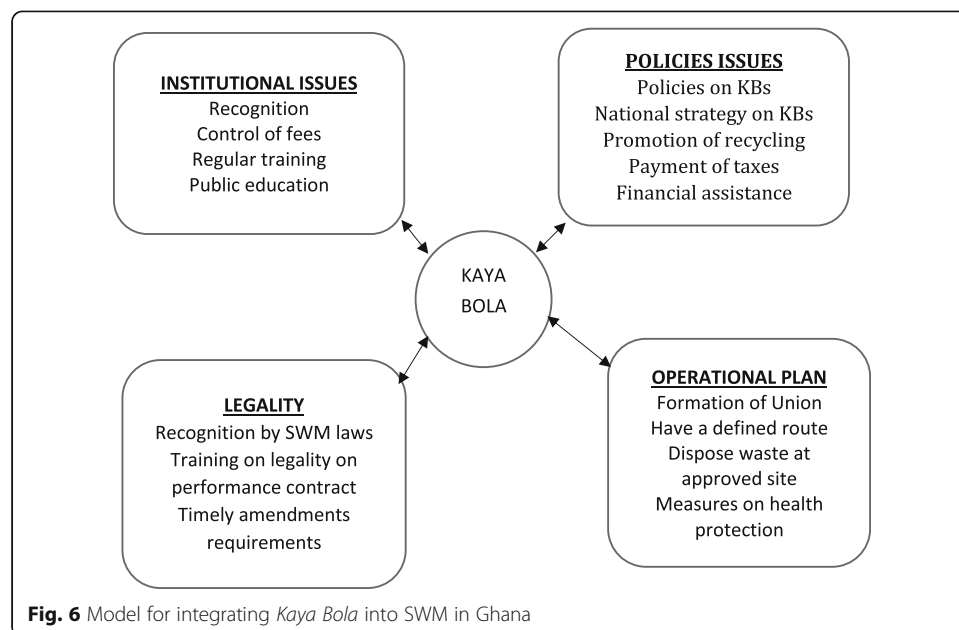 INSTITUTIONAL ISSUES
Recognition
Control of fees
Regular training
Public education
POLICIES ISSUES
Policies on KBs
National strategy on KBs
Promotion of recycling
Payment of taxes
Financial assistance
KAYA
BOLA
LEGALITY
Recognition by SWM laws
Training on legality on
performance contract
Timely amendments
requirements
OPERATIONAL PLAN
Formation of Union
Have a defined route
Dispose waste at
approved site
Measures on health
protection
Fig. 6 Model for integrating Kaya Bola into SWM in Ghana